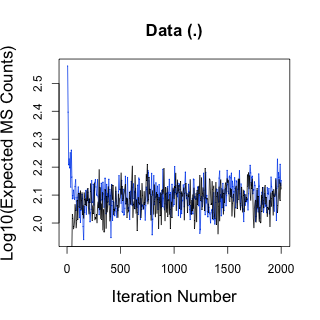 Data (.)
Log10(Expected MS Counts)
2.5
2.4
2.3
2.2
2.1
2.0
0 500 1000 1500 2000
Iteration Number